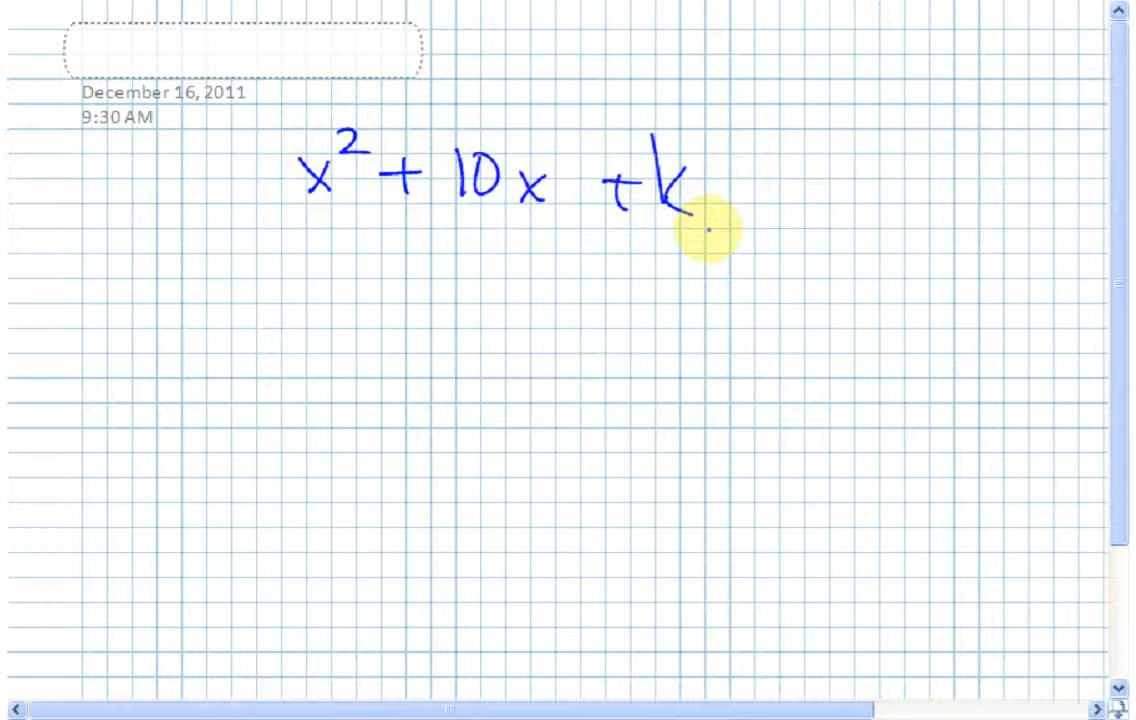 December 16, 2011
9:30 AM
x² + 10x + k